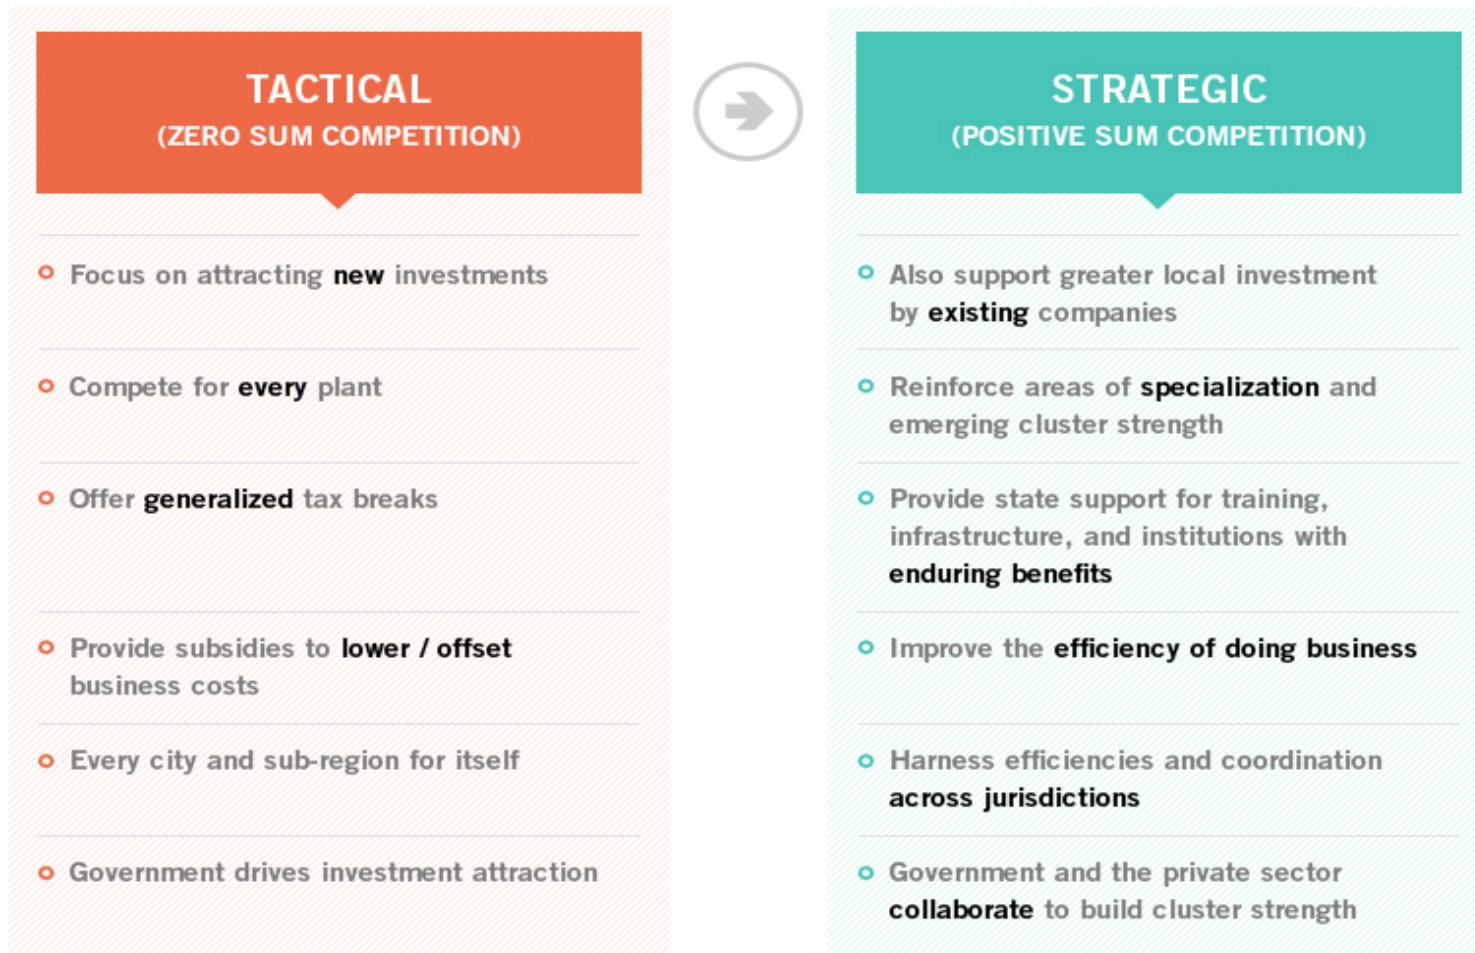 TACTICAL
(ZERO SUM COMPETITION)
Focus on attracting new investments
Compete for every plant
Offer generalized tax breaks
Provide subsidies to lower / offset
business costs
Every city and sub-region for itself
Government drives investment attraction
STRATEGIC
(POSITIVE SUM COMPETITION)
Also support greater local investment
by existing companies
Reinforce areas of specialization and
emerging cluster strength
Provide state support for training,
infrastructure, and institutions with
enduring benefits
Improve the efficiency of doing business
Harness efficiencies and coordination
across jurisdictions
Government and the private sector
collaborate to build cluster strength